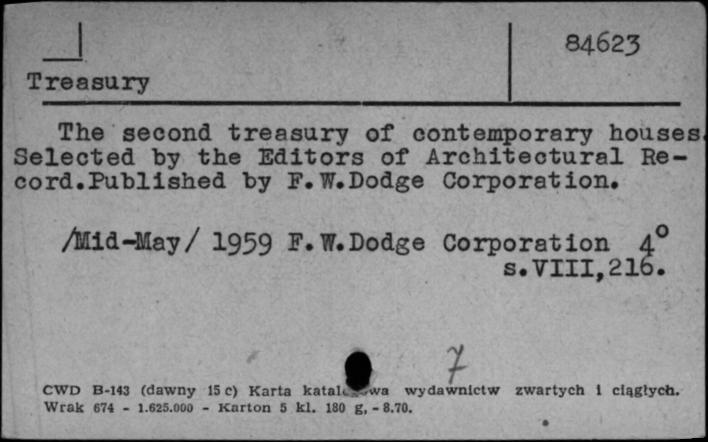 84623
Treasury
The second treasury of contemporary houses.
Selected by the Editors of Architectural Re-
cord.Published by F.W.Dodge Corporation.
/Mid-May/ 1959 F.W.Dodge Corporation 4°
s.VIII,216.
7
CWD B-143 (dawny 15 c) Karta wydawnictw zwartych i ciągłych.
Wrak 674 - 1.625.000 - Karton 5 kl. 180 g, - 8.70.